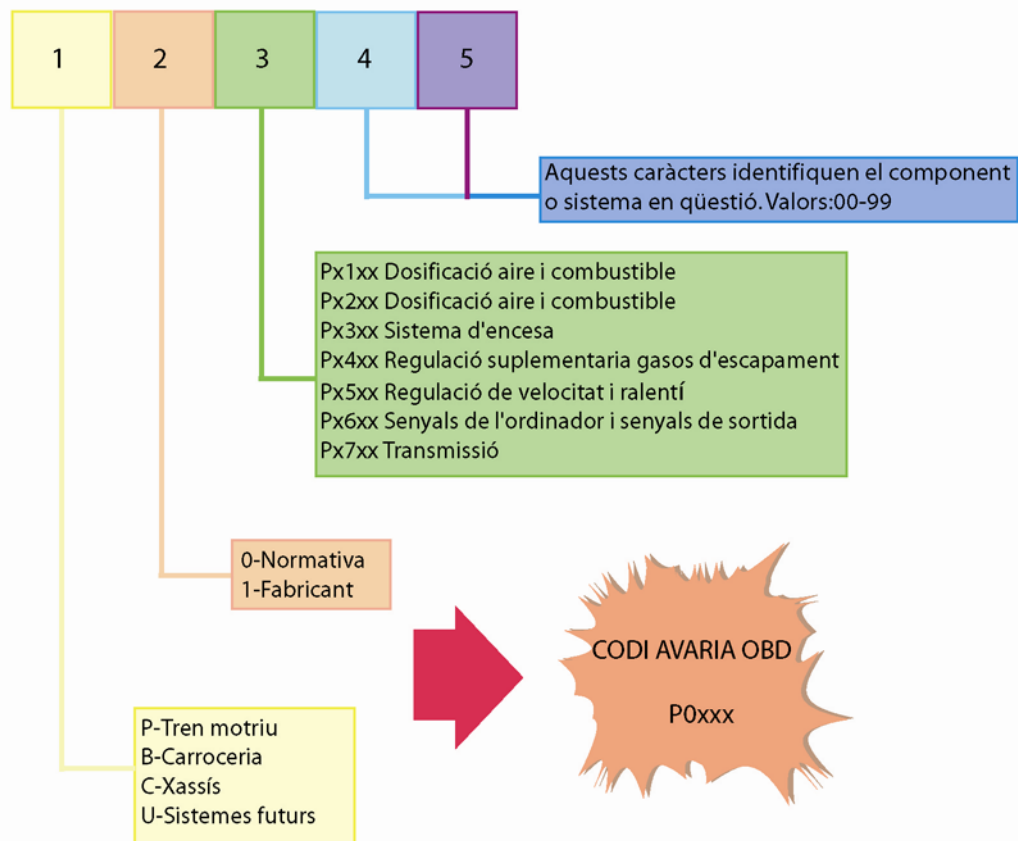 1 2 3 4 5
Aquests caràcters identifiquen el component
o sistema en qüestió. Valors:00-99
Px1xx Dosificació aire i combustible
Px2xx Dosificació aire i combustible
Px3xx Sistema d'encesa
Px4xx Regulació suplementaria gasos d'escapament
Px5xx Regulació de velocitat i ralentí
Px6xx Senyals de l'ordinador i senyals de sortida
Px7xx Transmissió
0-Normativa
1-Fabricant
CODI AVARIA OBD
P0xxx
P-Tren motriu
B-Carroceria
C-Xassís
U-Sistemes futurs